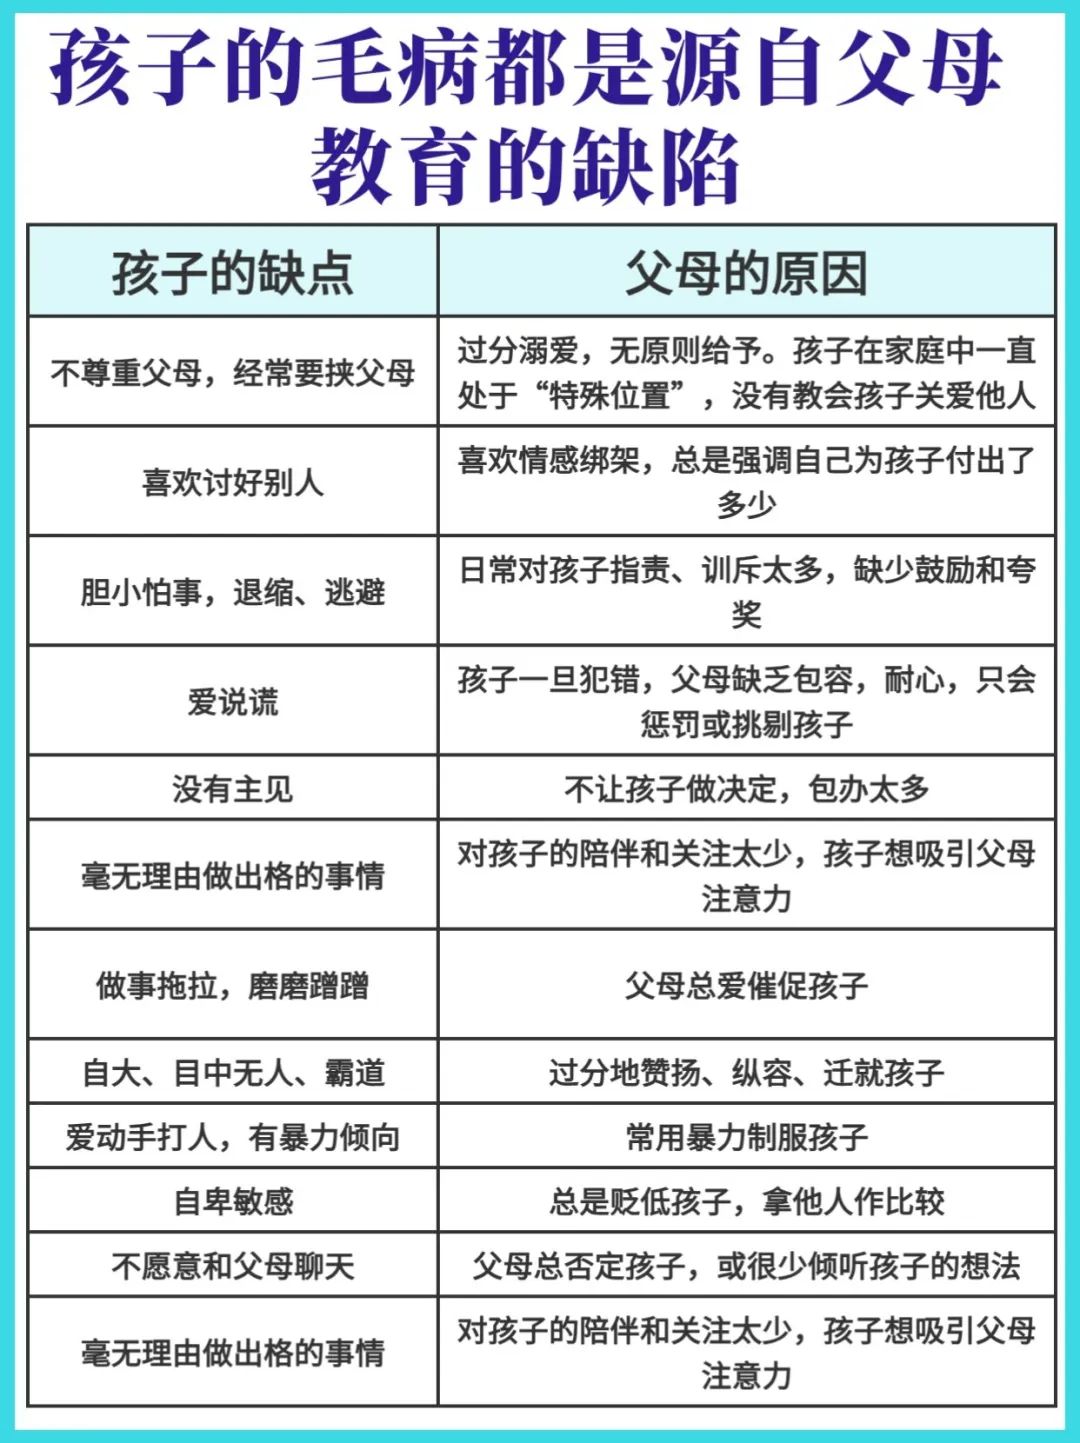 孩子的毛病都是源自父母
教育的缺陷
孩子的缺点
父母的原因
不尊重父母，经常要挟父母
过分溺爱，无原则给予。孩子在家庭中一直
处于“特殊位置”，没有教会孩子关爱他人
喜欢讨好别人
喜欢情感绑架，总是强调自己为孩子付出了
多少
胆小怕事，退缩、逃避
日常对孩子指责、训斥太多，缺少鼓励和夸
奖
爱说谎
孩子一旦犯错，父母缺乏包容，耐心，只会
惩罚或挑剔孩子
没有主见
不让孩子做决定，包办太多
毫无理由做出格的事情
对孩子的陪伴和关注太少，孩子想吸引父母
注意力
做事拖拉，磨磨蹭蹭
父母总爱催促孩子
自大、目中无人、霸道
过分地赞扬、纵容、迁就孩子
爱动手打人，有暴力倾向
常用暴力制服孩子
自卑敏感
总是贬低孩子，拿他人作比较
不愿意和父母聊天
父母总否定孩子，或很少倾听孩子的想法
毫无理由做出格的事情
对孩子的陪伴和关注太少，孩子想吸引父母
注意力